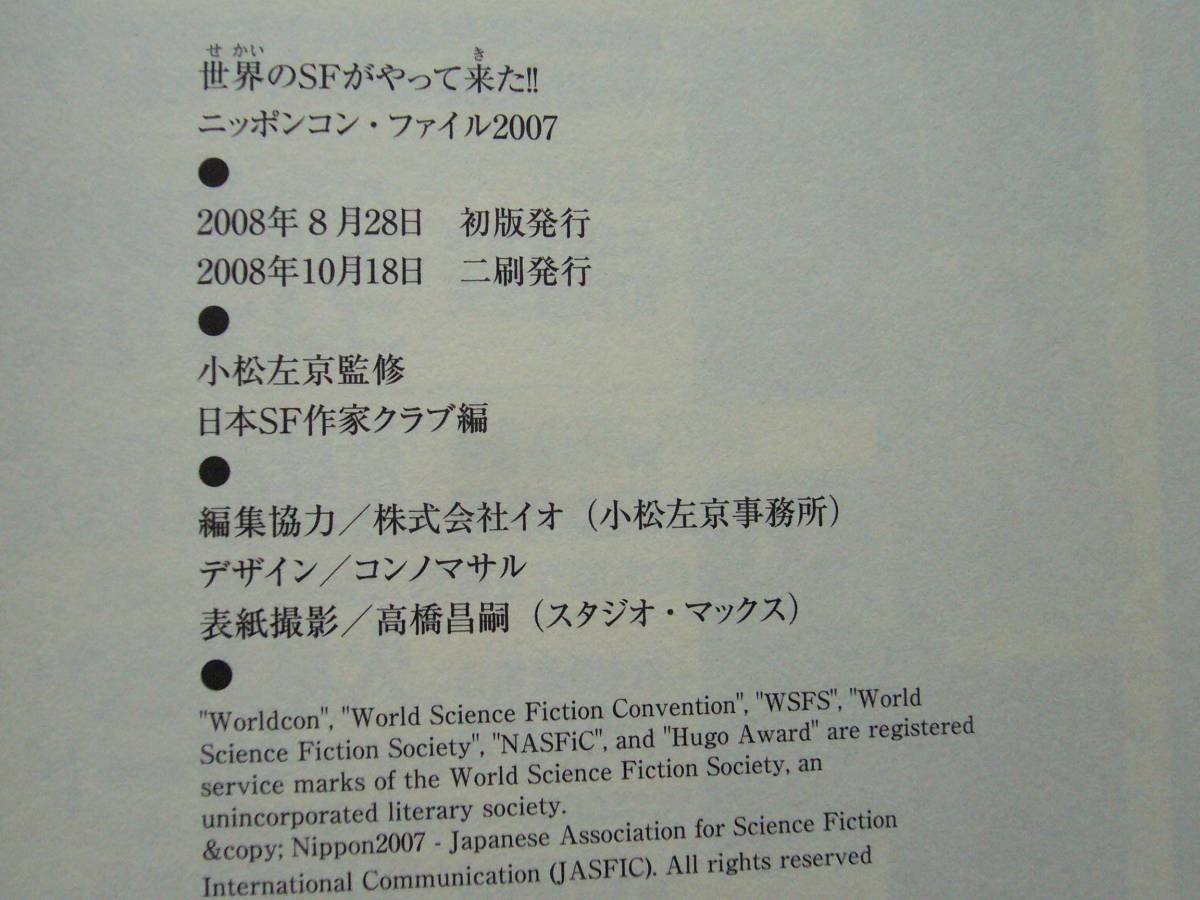 世界のSFがやって来た!!
ニッポンコン・ファイル2007
●
2008年8月28日 初版発行
2008年10月18日 二刷発行
●
小松左京監修
日本SF作家クラブ編
●
編集協力／株式会社イオ（小松左京事務所）
デザイン／コンノマサル
表紙撮影／高橋昌嗣（スタジオ・マックス）
●
"Worldcon", "World Science Fiction Convention", "WSFS", "World
Science Fiction Society", "NASFiC", and "Hugo Award" are registered
service marks of the World Science Fiction Society, an
unincorporated literary society.
&copy; Nippon2007 - Japanese Association for Science Fiction
International Communication (JASFIC). All rights reserved